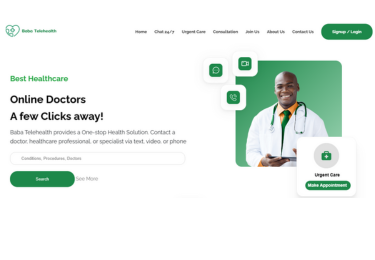 Baba Telehealth
Home Chat 24/7 Urgent Care Consultation Join Us About Us Contact Us Signup / Login
Best Healthcare
Online Doctors
A few Clicks away!
Baba Telehealth provides a One-stop Health Solution. Contact a
doctor, healthcare professional, or specialist via text, video, or phone
Conditions, Procedures, Doctors
Search See More
Urgent Care
Make Appointment